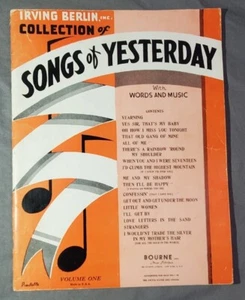 IRVING BERLIN, INC.
COLLECTION of
SONGS of YESTERDAY
With
WORDS AND MUSIC
CONTENTS
YEARNING
YES SIR, THAT'S MY BABY
OH HOW I MISS YOU TONIGHT
THAT OLD GANG OF MINE
ALL OF ME
THERE'S A RAINBOW 'ROUND
MY SHOULDER
WHEN YOU AND I WERE SEVENTEEN
I'D CLIMB THE HIGHEST MOUNTAIN
ME AND MY SHADOW
THEN I'LL BE HAPPY
CONFESSIN'
GET OUT AND GET UNDER THE MOON
LITTLE WOMEN
I'LL GET BY
LOVE LETTERS IN THE SAND
STRANGERS
I WOULDN'T TRADE THE SILVER
IN MY MOTHER'S HAIR
BOURNE INC.
VOLUME ONE